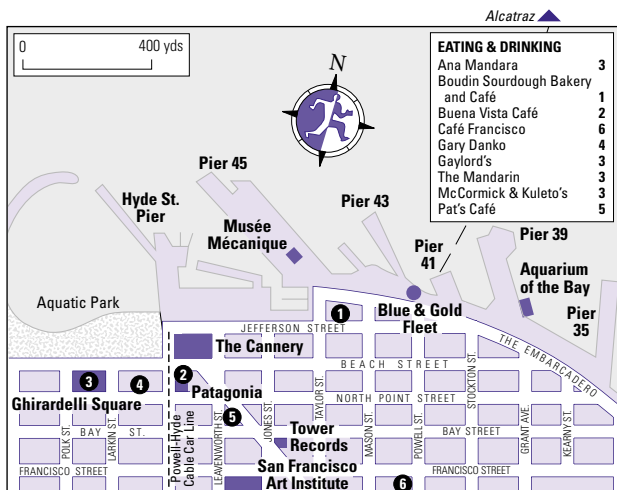 Alcatraz
0 400 yds
N
EATING & DRINKING
Ana Mandara 3
Boudin Sourdough Bakery
and Café 1
Buena Vista Café 2
Café Francisco 6
Gary Danko 4
Gaylord's 3
The Mandarin 3
McCormick & Kuleto's 3
Pat's Café 5
Pier 45
Pier 43
Hyde St.
Pier
Musée
Mécanique
Pier
41
Pier 39
Aquarium
of the Bay
Pier
35
Aquatic Park
1
Blue & Gold
Fleet
JEFFERSON STREET
The Cannery
BEACH STREET
THE EMBARCADERO
STOCKTON ST.
3
4
2
Patagonia
NORTH POINT STREET
Ghirardelli Square
5
TAYLOR ST.
JONES ST.
POLK ST.
BAY ST.
LARKIN ST.
Powell-Hyde
Cable Car Line
LEAVENWORTH ST.
Tower
Records
MASON ST.
POWELL ST.
BAY STREET
GRANT AVE.
KEARNY ST.
FRANCISCO STREET
San Francisco
Art Institute
FRANCISCO STREET
6